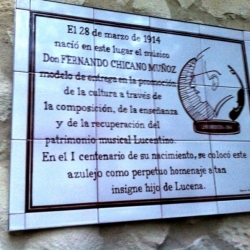 El 28 de marzo de 1914
nació en este lugar el músico
Don FERNANDO CHICANO MUÑOZ
modelo de entrega en la promoción
de la cultura a través de
la composición, de la enseñanza
y de la recuperación del
patrimonio musical Lucentino.
En el I centenario de su nacimiento, se colocó este
azulejo como perpetuo homenaje a tan
insigne hijo de Lucena.